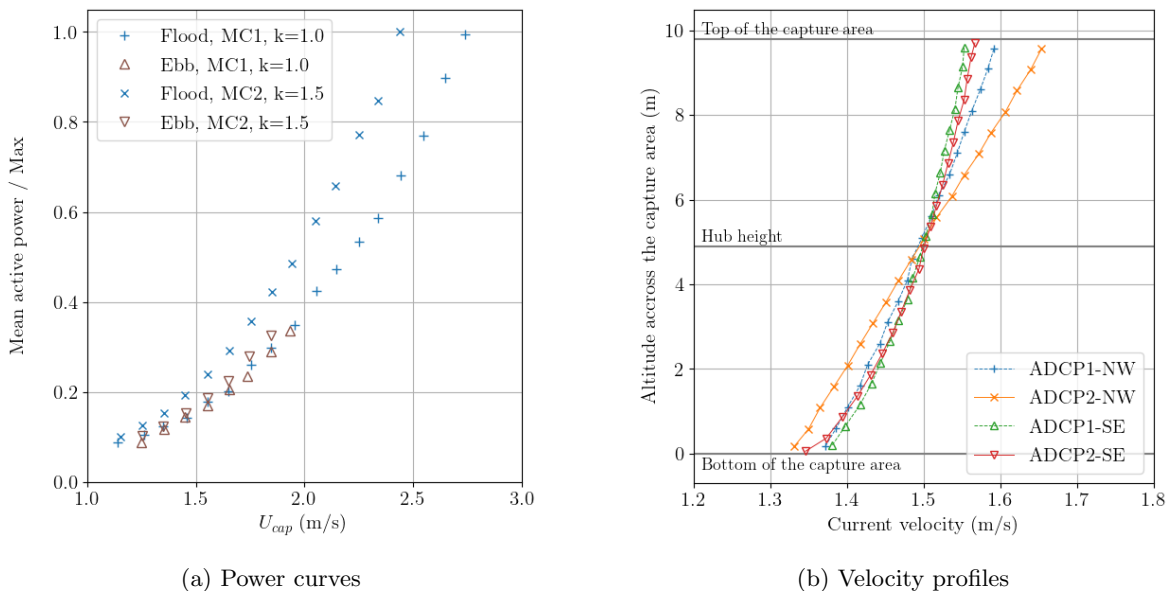 Mean active power / Max
1.0
0.8
0.6
0.4
0.2
0.0
Flood, MC1, k=1.0
Ebb, MC1, k=1.0
Flood, MC2, k=1.5
Ebb, MC2, k=1.5
1.0 1.5 2.0 2.5 3.0
U_cap (m/s)
(a) Power curves
Altitude accross the capture area (m)
10
8
6
4
2
0
Top of the capture area
Hub height
Bottom of the capture area
ADCP1-NW
ADCP2-NW
ADCP1-SE
ADCP2-SE
1.2 1.3 1.4 1.5 1.6 1.7 1.8
Current velocity (m/s)
(b) Velocity profiles